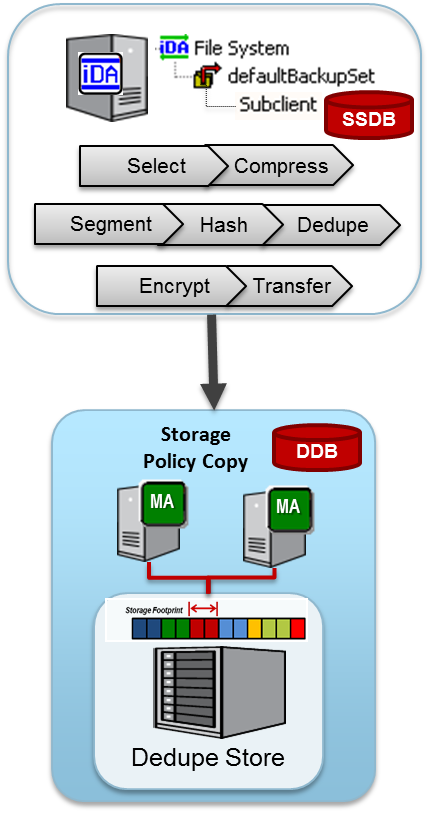 iDA File System
iDA
defaultBackupSet
Subclient
SSDB
Select Compress
Segment Hash Dedupe
Encrypt Transfer
Storage
Policy Copy
DDB
MA
MA
Storage Footprint
Dedupe Store